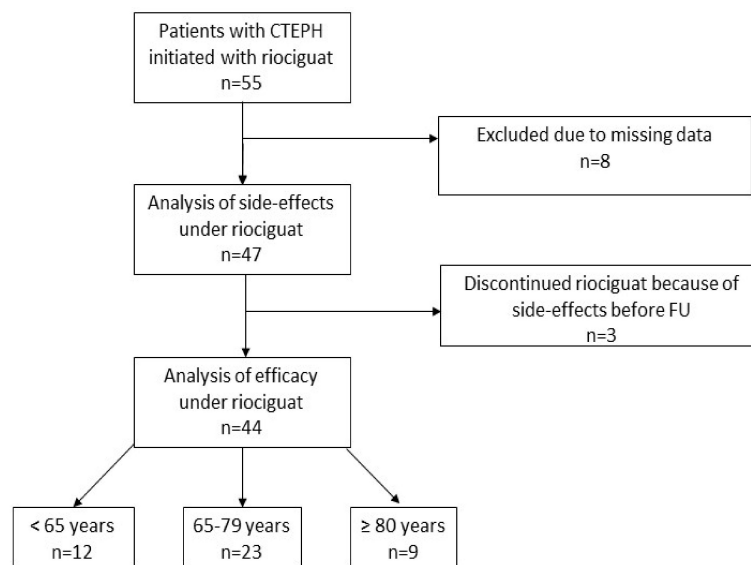 Patients with CTEPH
initiated with riociguat
n=55
Excluded due to missing data
n=8
Analysis of side-effects
under riociguat
n=47
Discontinued riociguat because of
side-effects before FU
n=3
Analysis of efficacy
under riociguat
n=44
< 65 years
n=12
65-79 years
n=23
≥ 80 years
n=9